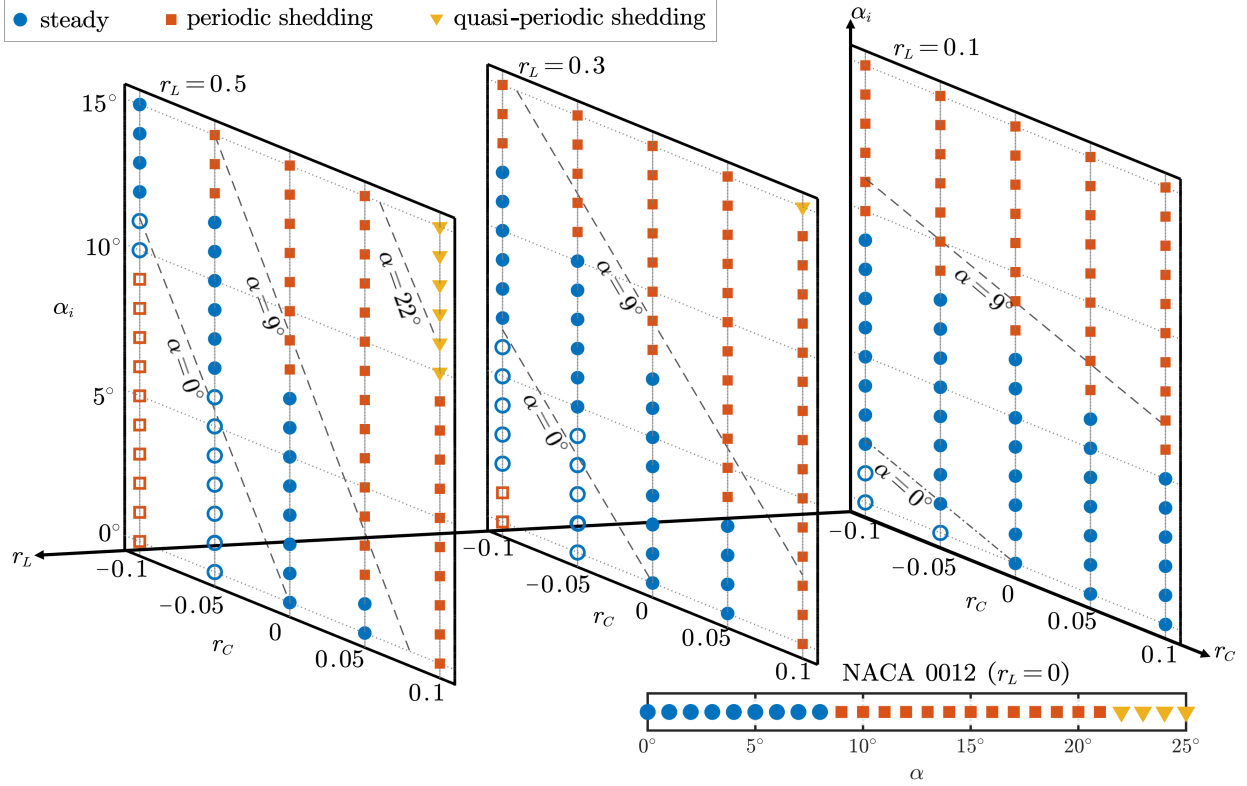 steady periodic shedding quasi-periodic shedding
r_L = 0.5
r_L = 0.3
α_i
r_L = 0.1
15°
10°
α_i
5°
0°
α = 0°
α = 9°
α = 22°
α = 0°
α = 9°
α = 0°
α = 9°
r_L
−0.1
−0.05
0
0.05
0.1
r_C
−0.1
−0.05
0
0.05
0.1
r_C
−0.1
−0.05
0
0.05
0.1
r_C
r_C
NACA 0012 (r_L = 0)
0° 5° 10° 15° 20° 25°
α